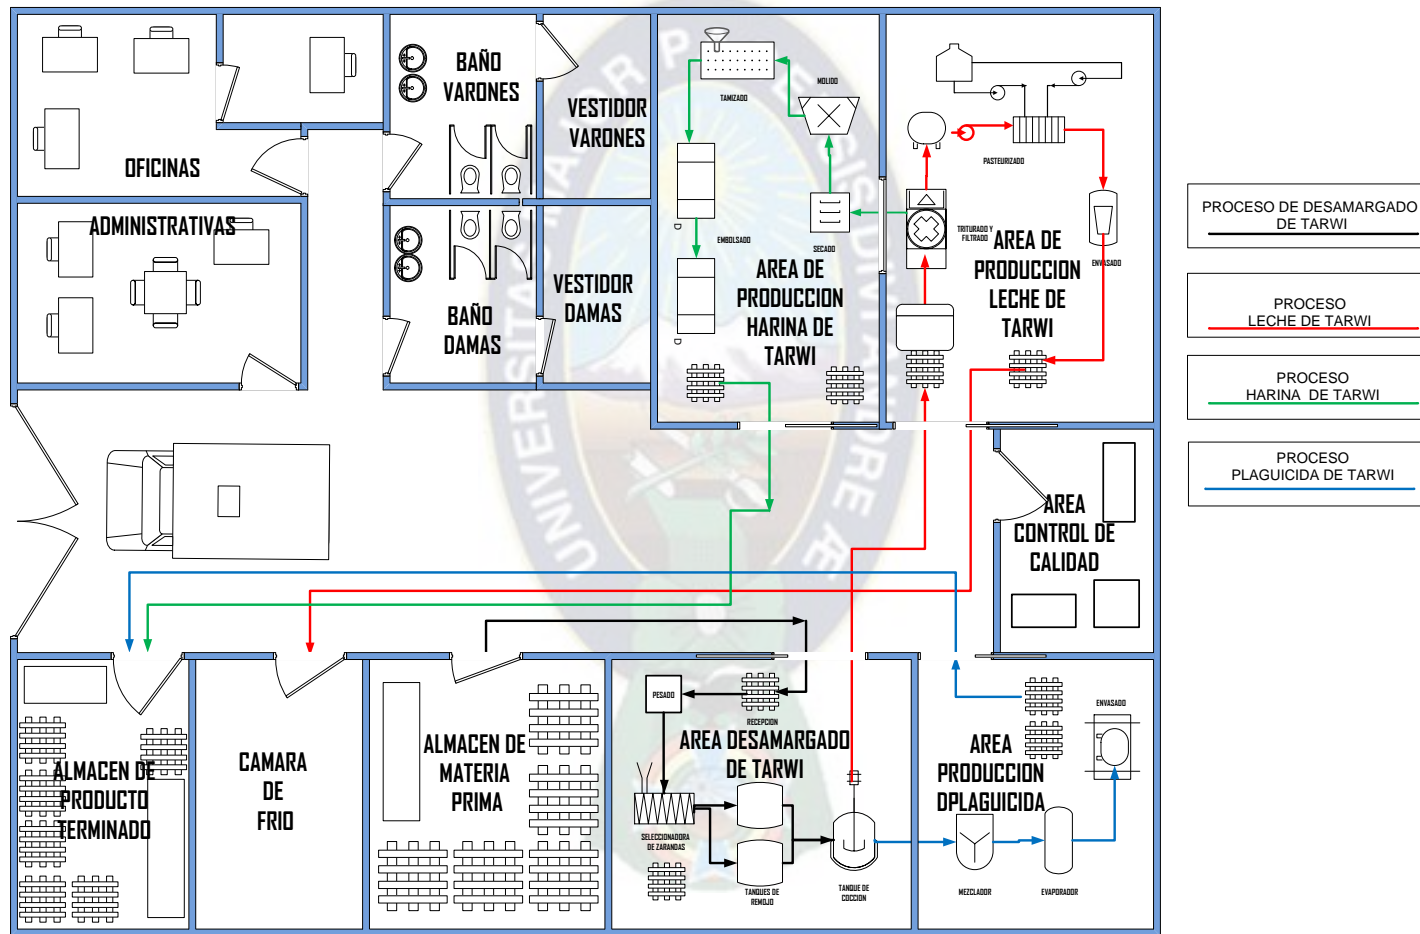 BAÑO
VARONES
VESTIDOR
VARONES
OFICINAS
ADMINISTRATIVAS
BAÑO
DAMAS
VESTIDOR
DAMAS
TAMIZADO
MOLIDO
EMBOLSADO
SECADO
AREA DE
PRODUCCION
HARINA DE
TARWI
PASTEURIZADO
TRITURADO Y
FILTRADO
ENVASADO
AREA DE
PRODUCCION
LECHE DE
TARWI
AREA
CONTROL DE
CALIDAD
ALMACEN DE
PRODUCTO
TERMINADO
CAMARA
DE
FRIO
ALMACEN DE
MATERIA
PRIMA
PESADO
RECEPCION
AREA DESAMARGADO
DE TARWI
SELECCIONADORA
DE ZARANDAS
TANQUES DE
REMOJO
TANQUE DE
COCCION
AREA
PRODUCCION
DPLAGUICIDA
ENVASADO
MEZCLADOR
EVAPORADOR
PROCESO DE DESAMARGADO
DE TARWI
PROCESO
LECHE DE TARWI
PROCESO
HARINA DE TARWI
PROCESO
PLAGUICIDA DE TARWI